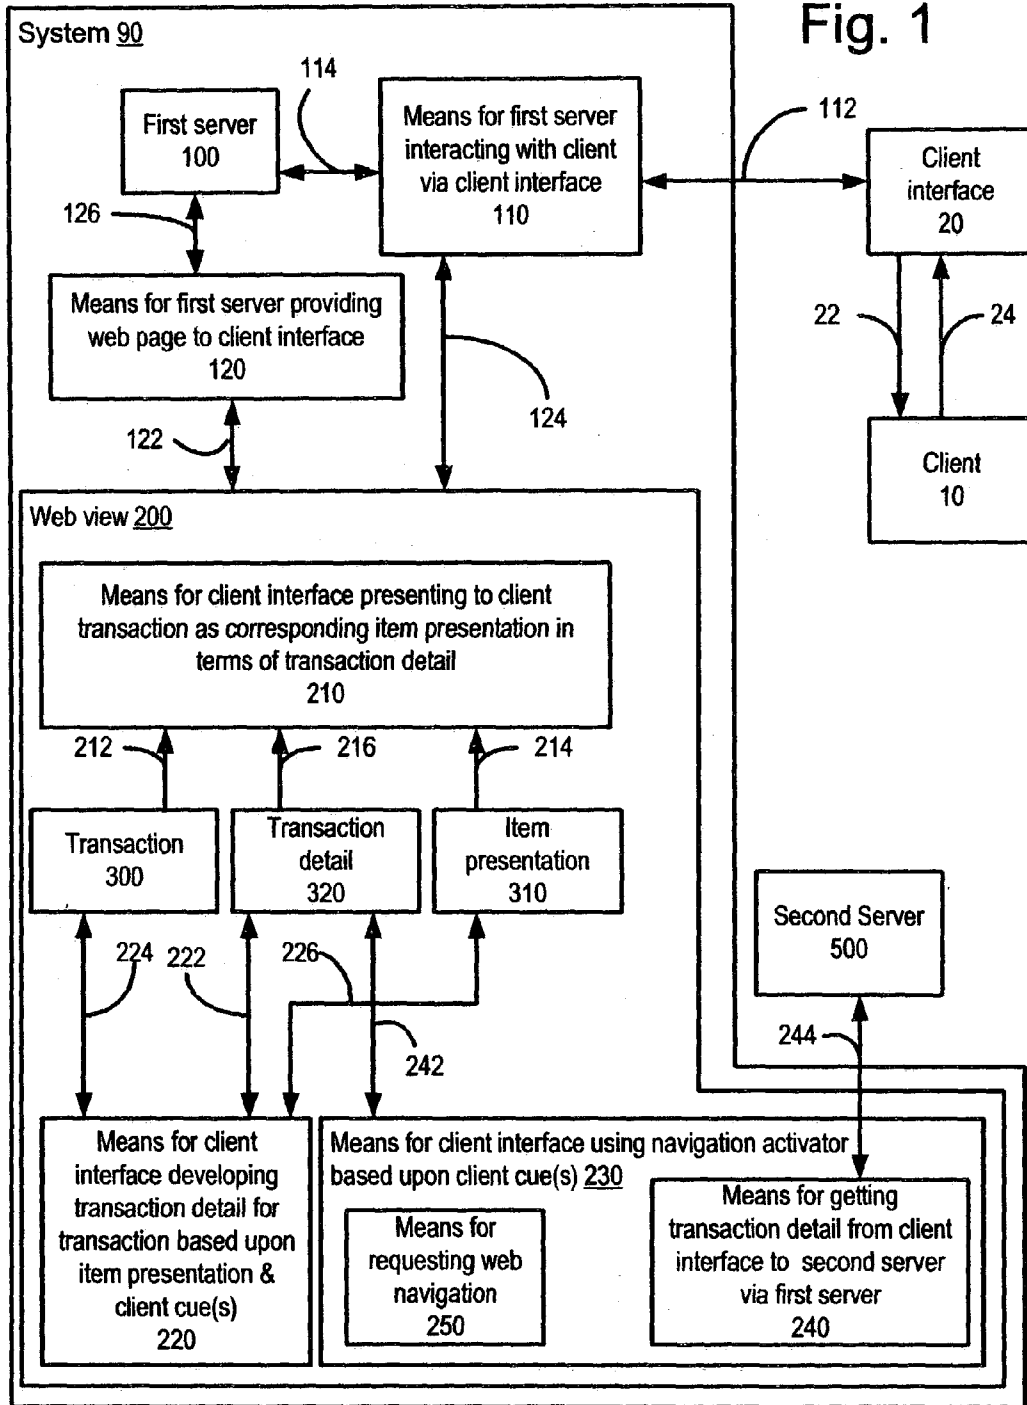 Fig. 1
System 90
114
First server
100
Means for first server
interacting with client
via client interface
110
112
Client
interface
20
126
Means for first server providing
web page to client interface
120
22
24
124
122
Client
10
Web view 200
Means for client interface presenting to client
transaction as corresponding item presentation in
terms of transaction detail
210
212
216
214
Transaction
300
Transaction
detail
320
Item
presentation
310
Second Server
500
224
222
226
242
244
Means for client
interface developing
transaction detail for
transaction based upon
item presentation &
client cue(s)
220
Means for client interface using navigation activator
based upon client cue(s) 230
Means for
requesting web
navigation
250
Means for getting
transaction detail from client
interface to second server
via first server
240